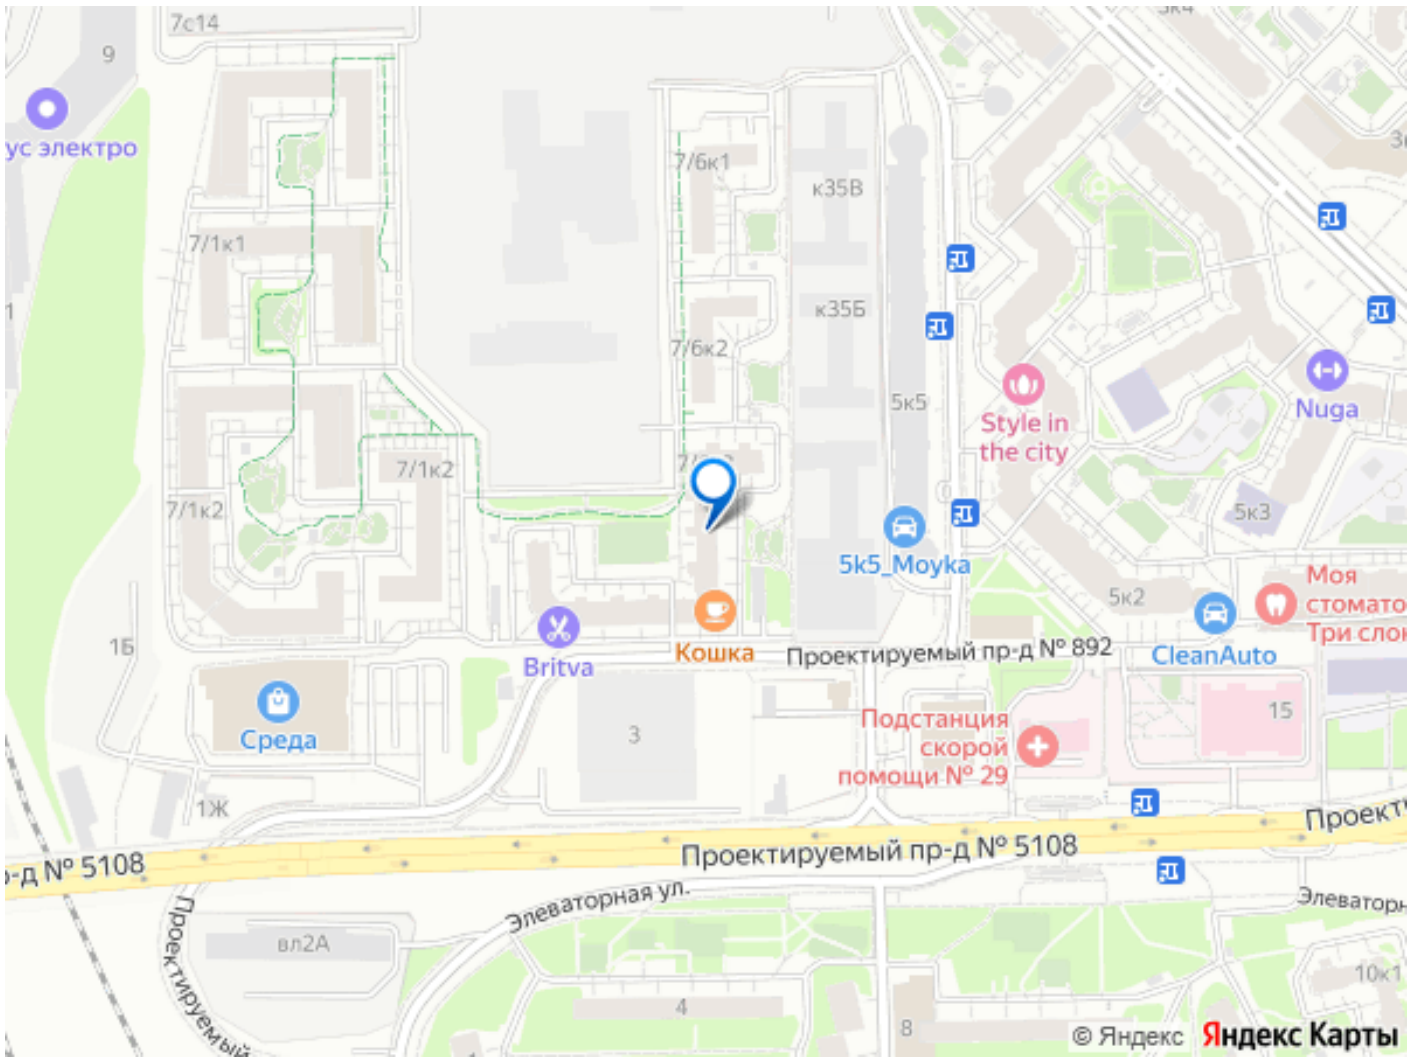 7с14
9
ус электро
7/1к1
7/6к1
к35В
к35Б
7/6к2
5к5
Style in
the city
Nuga
7/1к2
7/1к2
5к3
5k5_Moyka
5к2
Моя
стомато
Три слон
CleanAuto
1Б
Britva
Кошка
Проектируемый пр-д № 892
Среда
3
Подстанция
скорой
помощи № 29
15
1Ж
Проекти
-д № 5108
Проектируемый пр-д № 5108
Элеваторная ул.
Элеваторн
Проектируемый
вл2А
4
8
10к1
© Яндекс Яндекс Карты